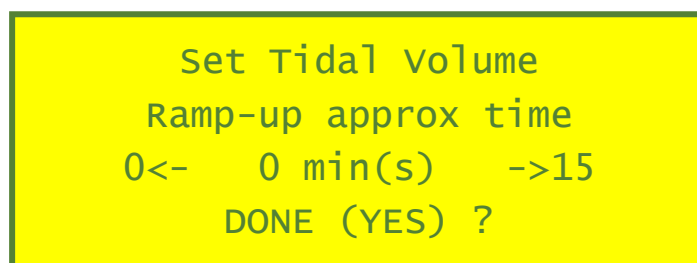 Set Tidal Volume
Ramp-up approx time
0<- 0 min(s) ->15
DONE (YES) ?